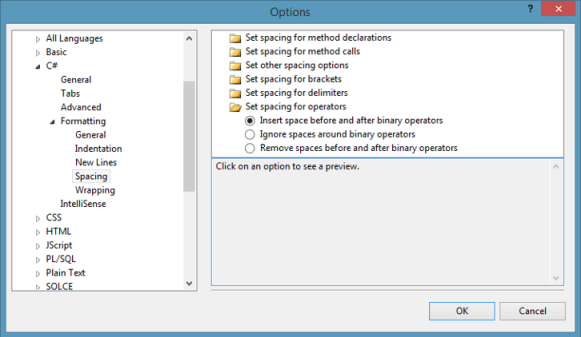 Options
?
All Languages
Basic
C#
General
Tabs
Advanced
Formatting
General
Indentation
New Lines
Spacing
Wrapping
IntelliSense
CSS
HTML
JScript
PL/SQL
Plain Text
SOLCE
Set spacing for method declarations
Set spacing for method calls
Set other spacing options
Set spacing for brackets
Set spacing for delimiters
Set spacing for operators
Insert space before and after binary operators
Ignore spaces around binary operators
Remove spaces before and after binary operators
Click on an option to see a preview.
OK
Cancel